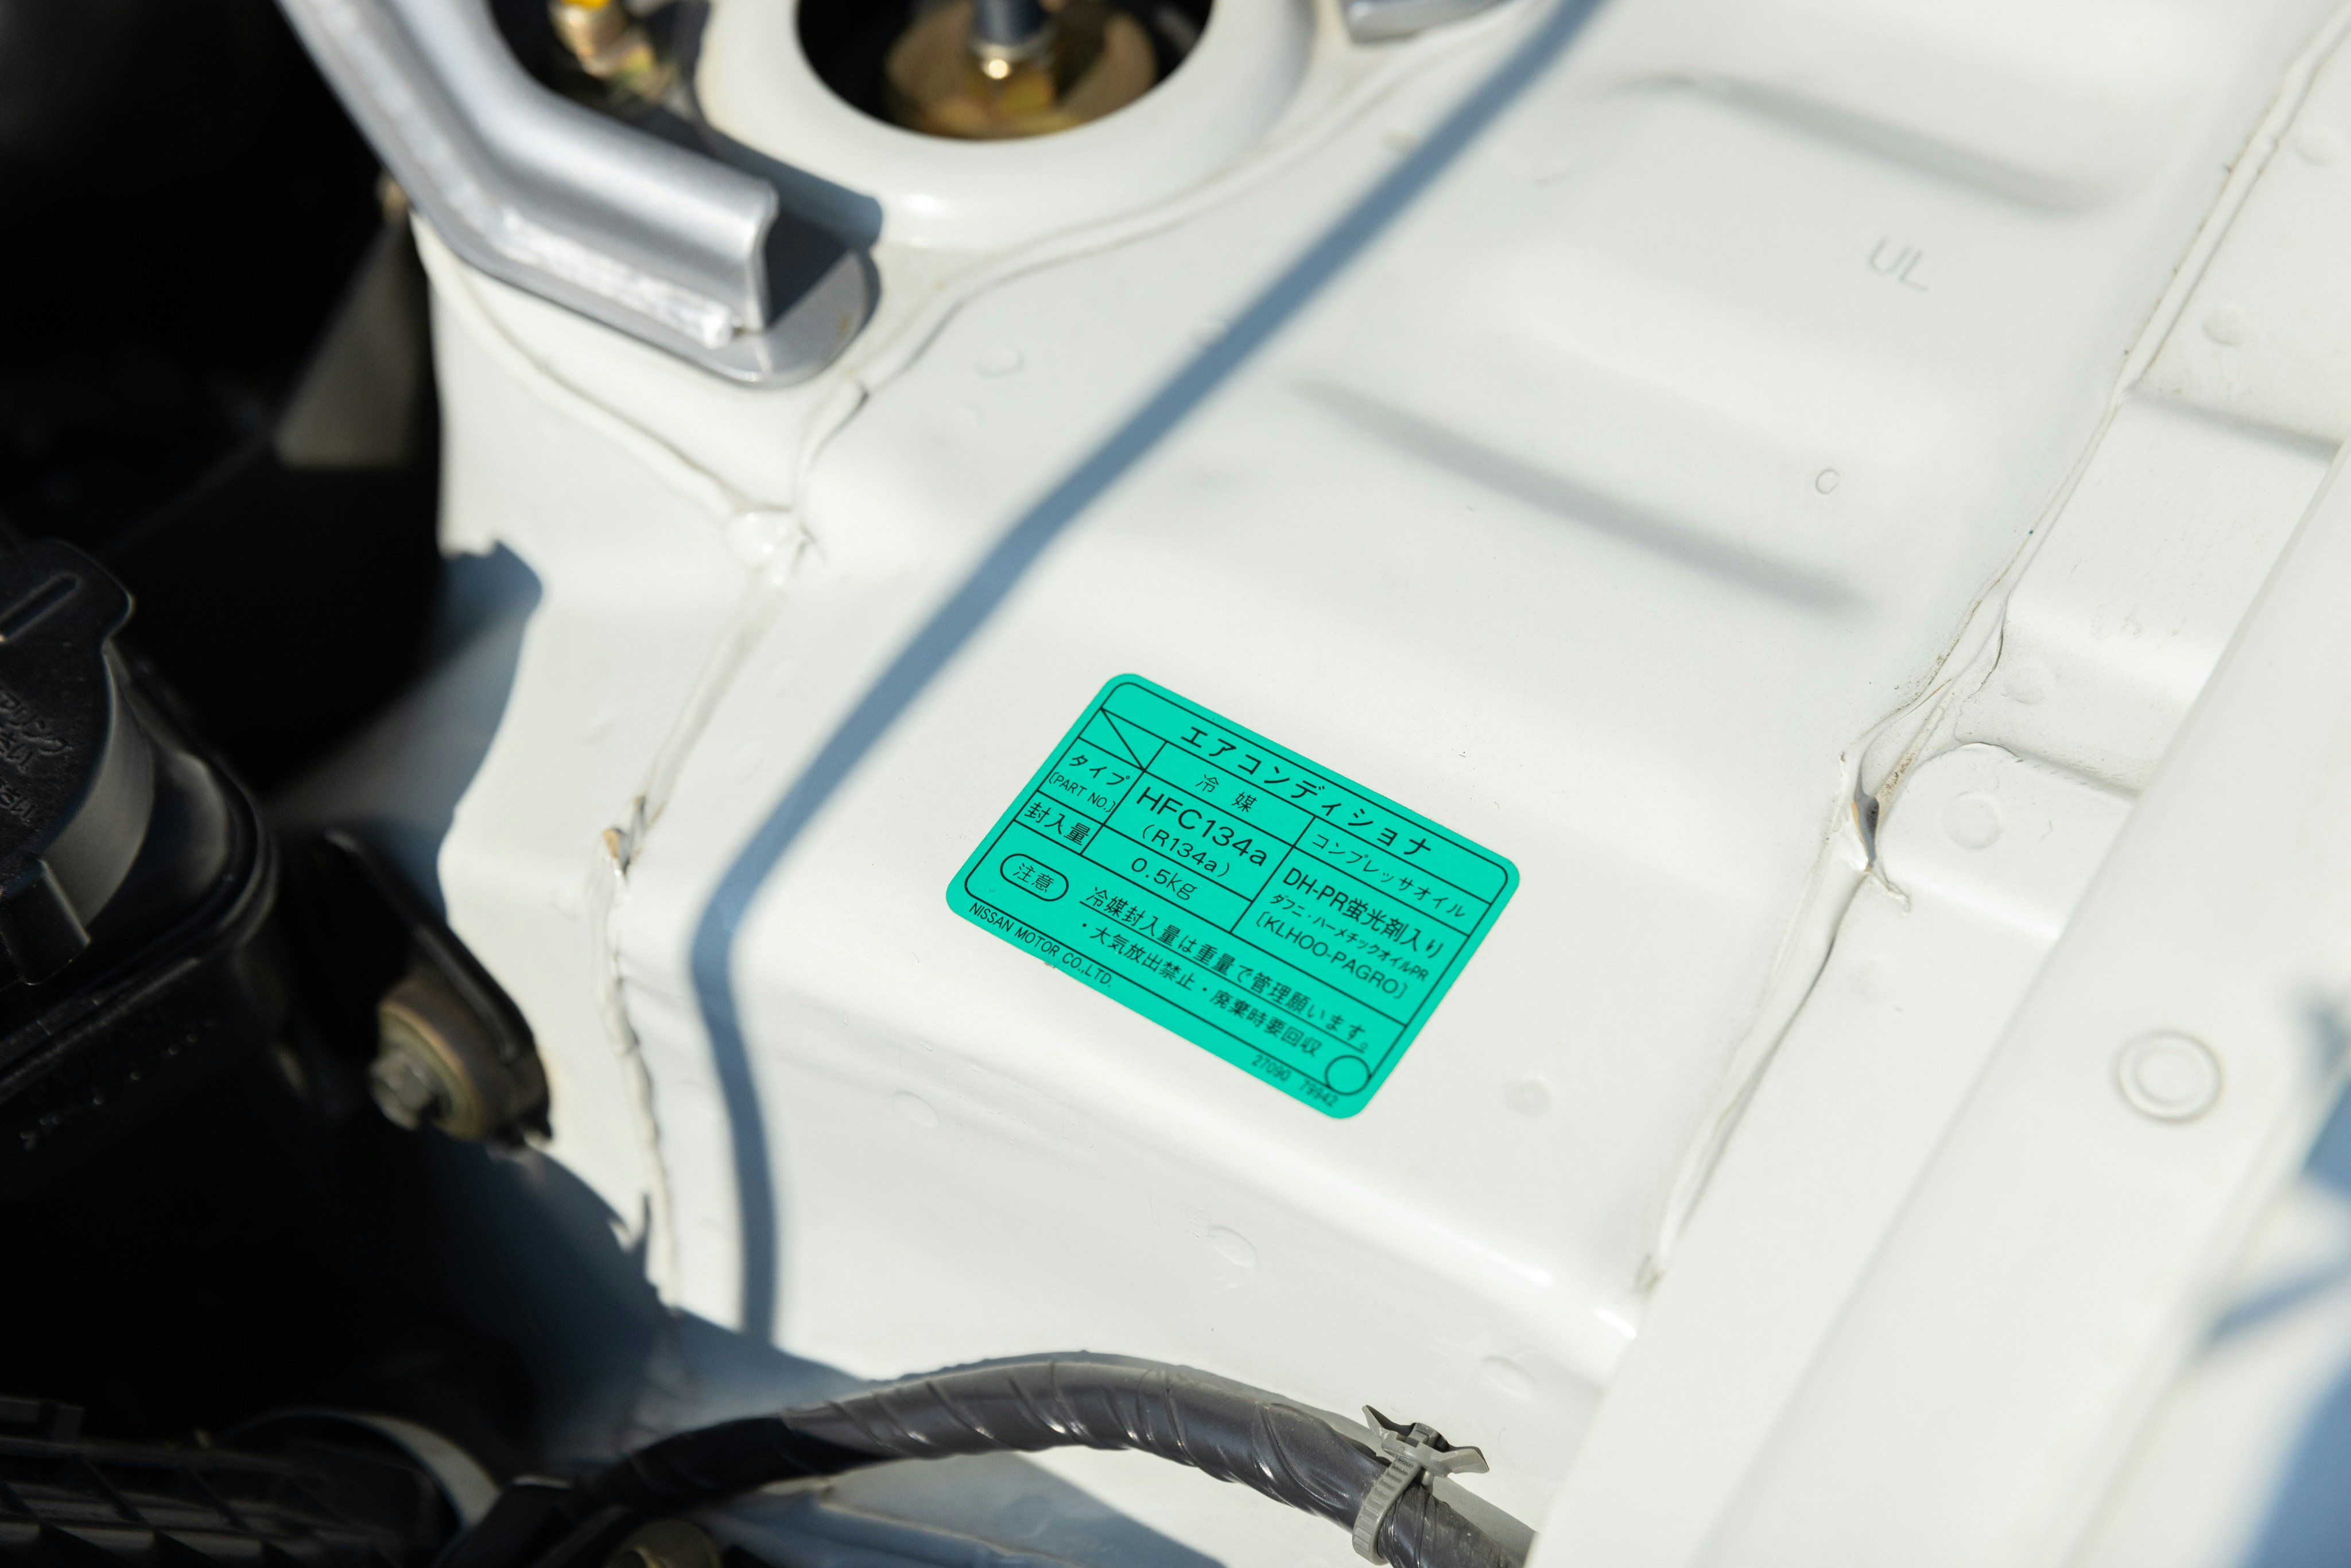 UL
C
エアコンディショナ
冷媒
コンプレッサオイル
タイプ
[PART NO.]
HFC134a
(R134a)
DH-PR蛍光剤入り
ダフニ・ハーメチックオイルPR
[KLHOO-PAGRO]
封入量
0.5kg
注意
冷媒封入量は重量で管理願います。
・大気放出禁止・廃棄時要回収
NISSAN MOTOR CO.,LTD.
27090 79942